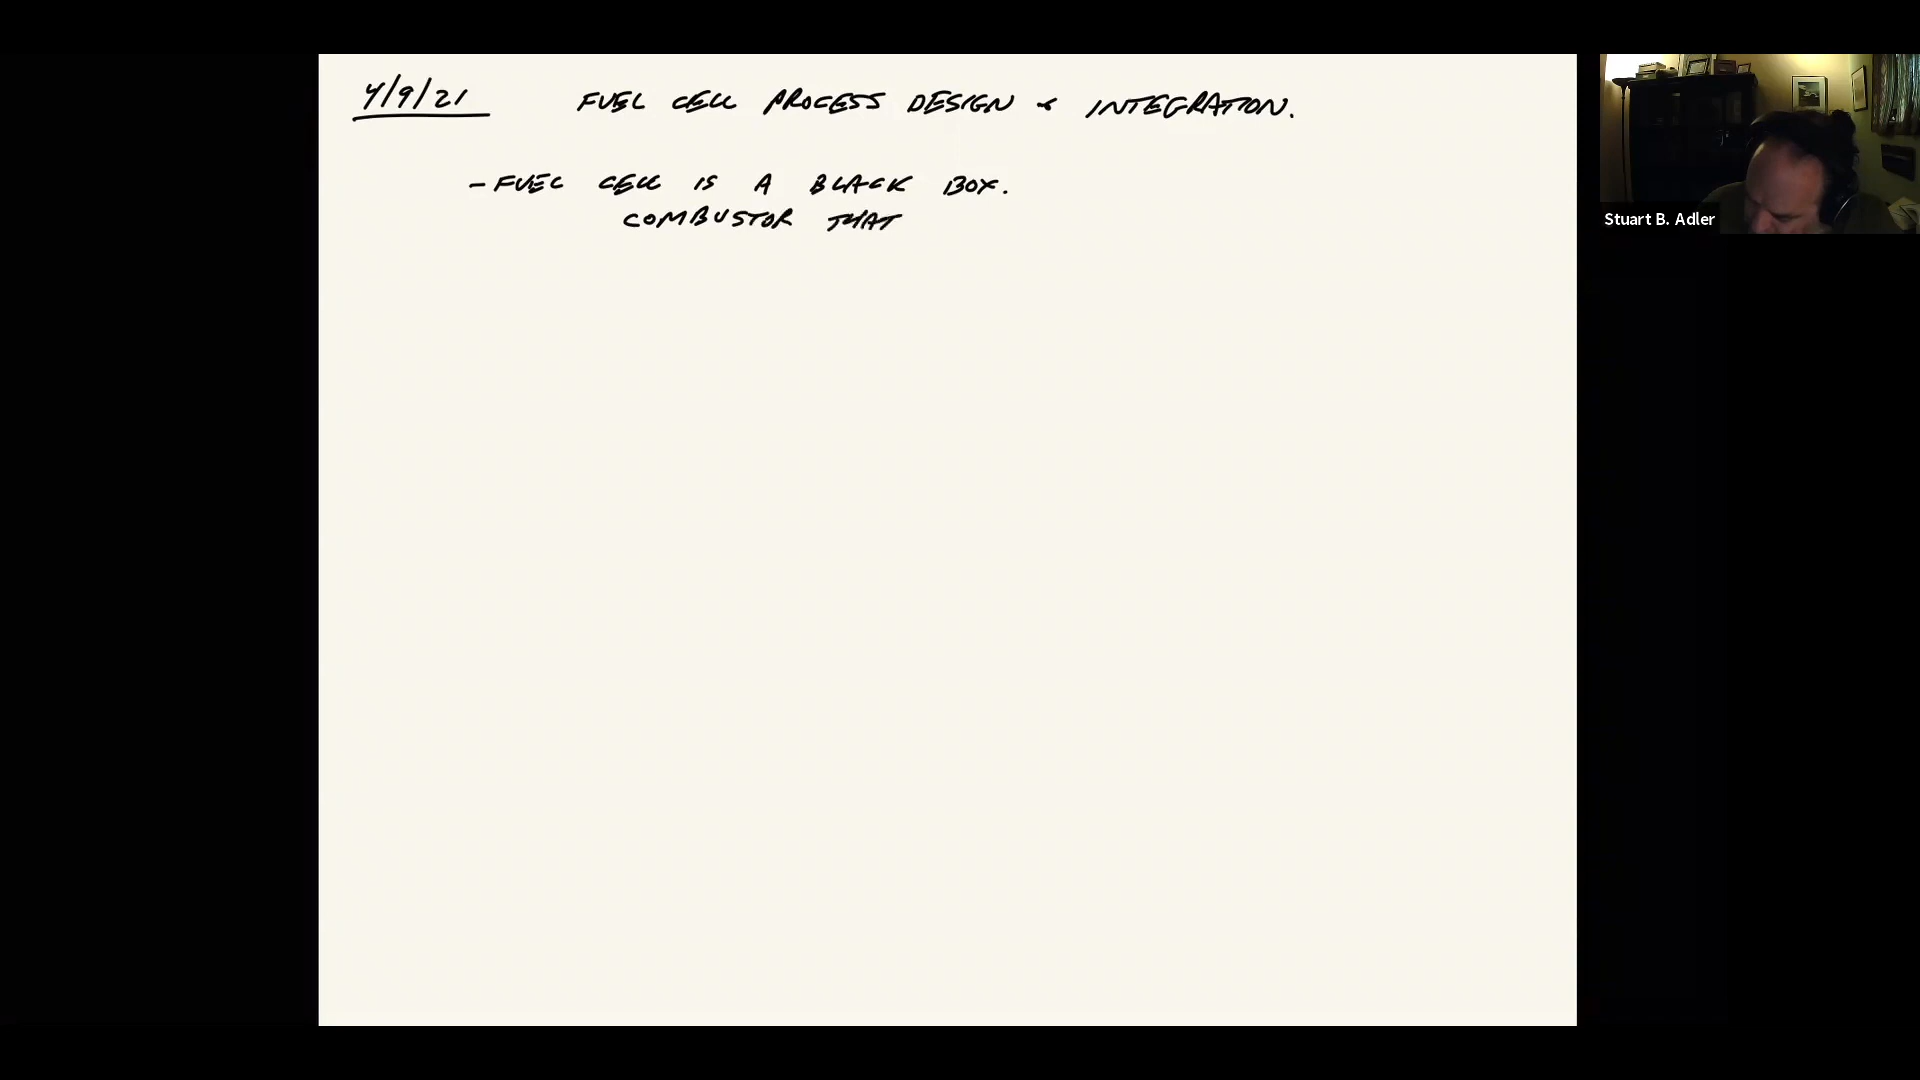 4/9/21 FUEL CELL PROCESS DESIGN & INTEGRATION.
- FUEL CELL IS A BLACK BOX.
COMBUSTOR THAT
Stuart B. Adler